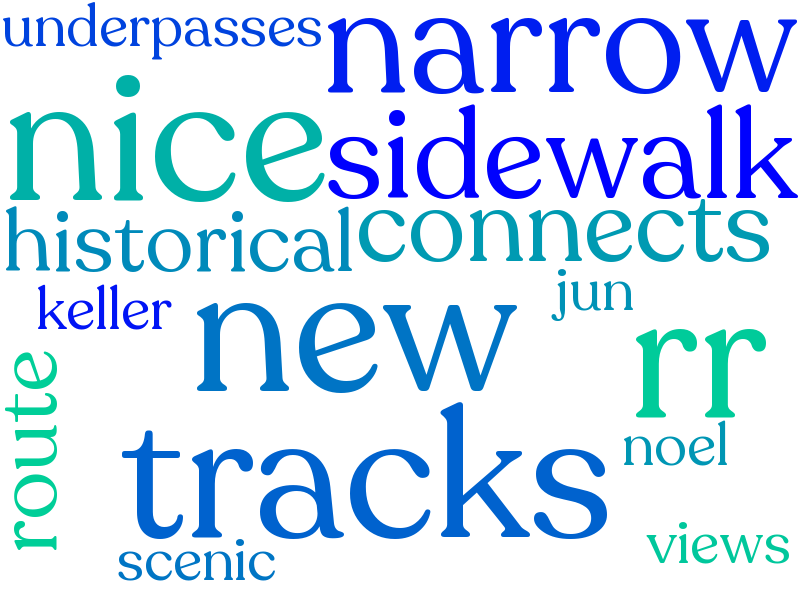 underpasses
narrow
nice
sidewalk
historical
connects
keller
jun
new
rr
route
tracks
noel
scenic
views